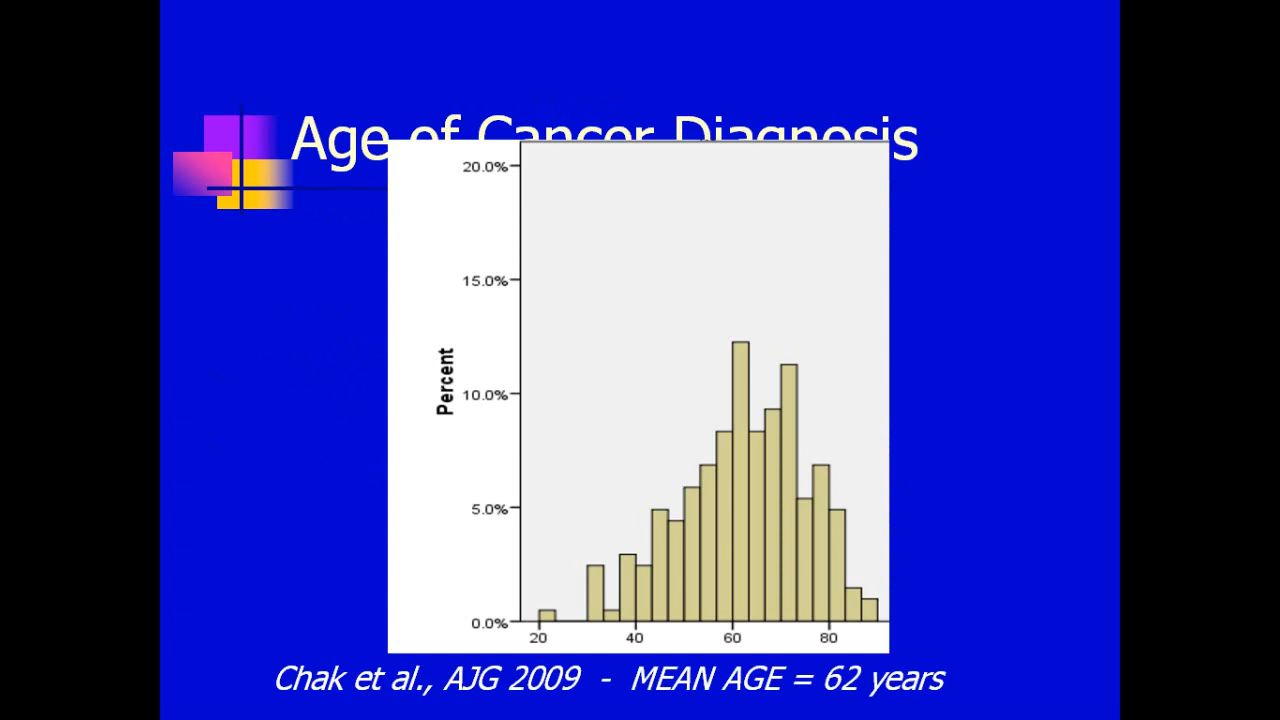 Age of Cancer Diagnosis
20.0%
15.0%
10.0%
5.0%
0.0%
Percent
20 40 60 80
Chak et al., AJG 2009 - MEAN AGE = 62 years